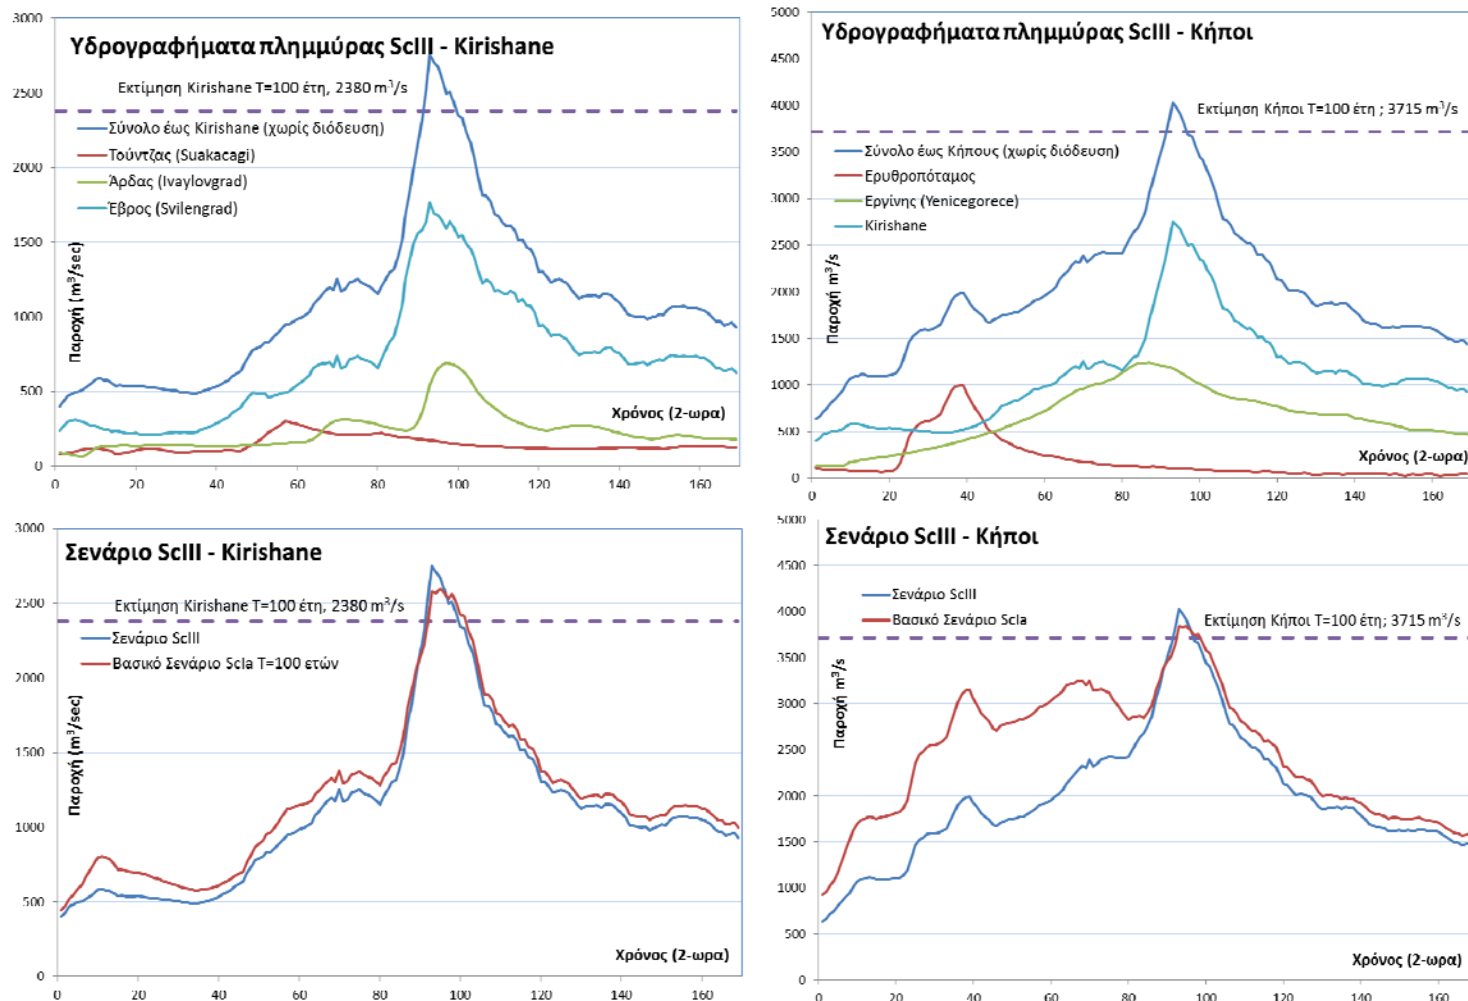 Υδρογραφήματα πλημμύρας ScIII - Kirishane
Εκτίμηση Kirishane T=100 έτη, 2380 m³/s
Σύνολο έως Kirishane (χωρίς διόδευση)
Τούντζας (Suakacagi)
Άρδας (Ivaylovgrad)
Έβρος (Svilengrad)
Παροχή (m³/sec)
Χρόνος (2-ωρα)
3000
2500
2000
1500
1000
500
0
0 20 40 60 80 100 120 140 160
Υδρογραφήματα πλημμύρας ScIII - Κήποι
Εκτίμηση Κήποι T=100 έτη ; 3715 m³/s
Σύνολο έως Κήπους (χωρίς διόδευση)
Ερυθροπόταμος
Εργίνης (Yenicegorece)
Kirishane
Παροχή m³/s
Χρόνος (2-ωρα)
5000
4500
4000
3500
3000
2500
2000
1500
1000
500
0
0 20 40 60 80 100 120 140 160
Σενάριο ScIII - Kirishane
Εκτίμηση Kirishane T=100 έτη, 2380 m³/s
Σενάριο ScIII
Βασικό Σενάριο ScIa T=100 ετών
Παροχή (m³/sec)
Χρόνος (2-ωρα)
3000
2500
2000
1500
1000
500
0
0 20 40 60 80 100 120 140 160
Σενάριο ScIII - Κήποι
Σενάριο ScIII
Βασικό Σενάριο ScIa
Εκτίμηση Κήποι T=100 έτη; 3715 m³/s
Παροχή m³/s
Χρόνος (2-ωρα)
5000
4500
4000
3500
3000
2500
2000
1500
1000
500
0
0 20 40 60 80 100 120 140 160